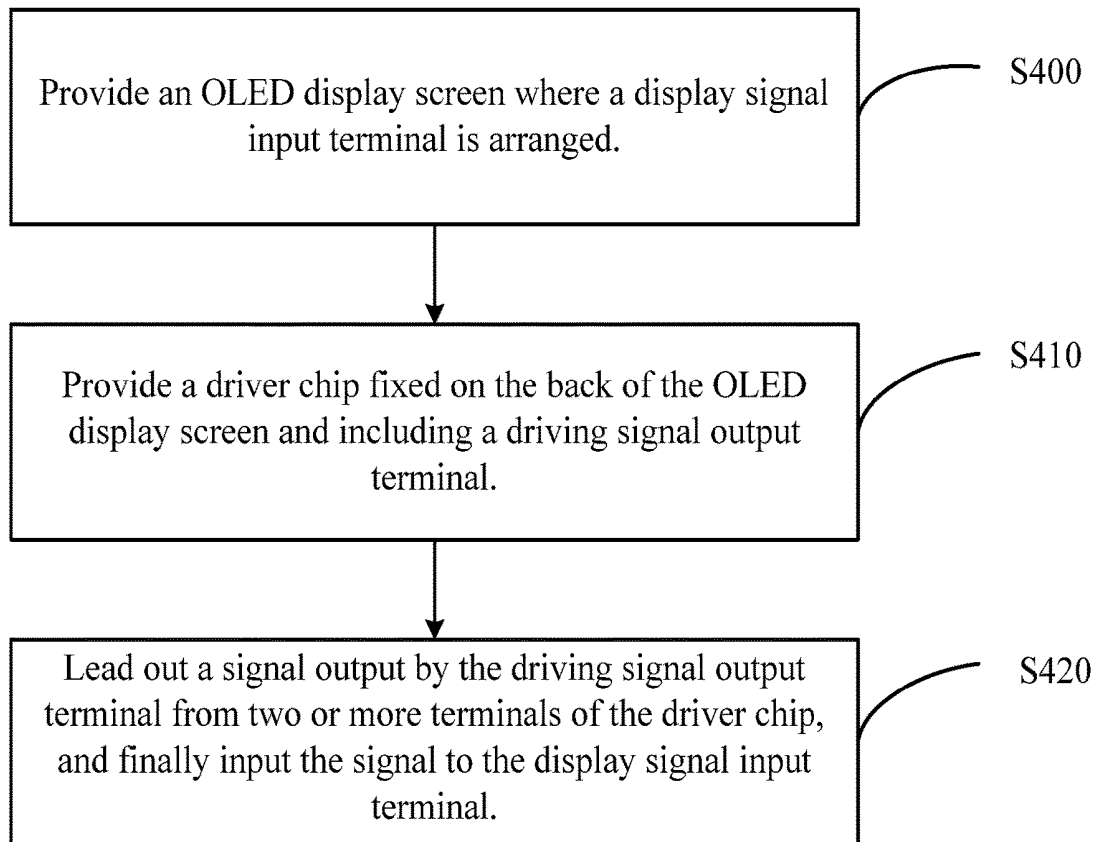 Provide an OLED display screen where a display signal
input terminal is arranged.
S400
Provide a driver chip fixed on the back of the OLED
display screen and including a driving signal output
terminal.
S410
Lead out a signal output by the driving signal output
terminal from two or more terminals of the driver chip,
and finally input the signal to the display signal input
terminal.
S420